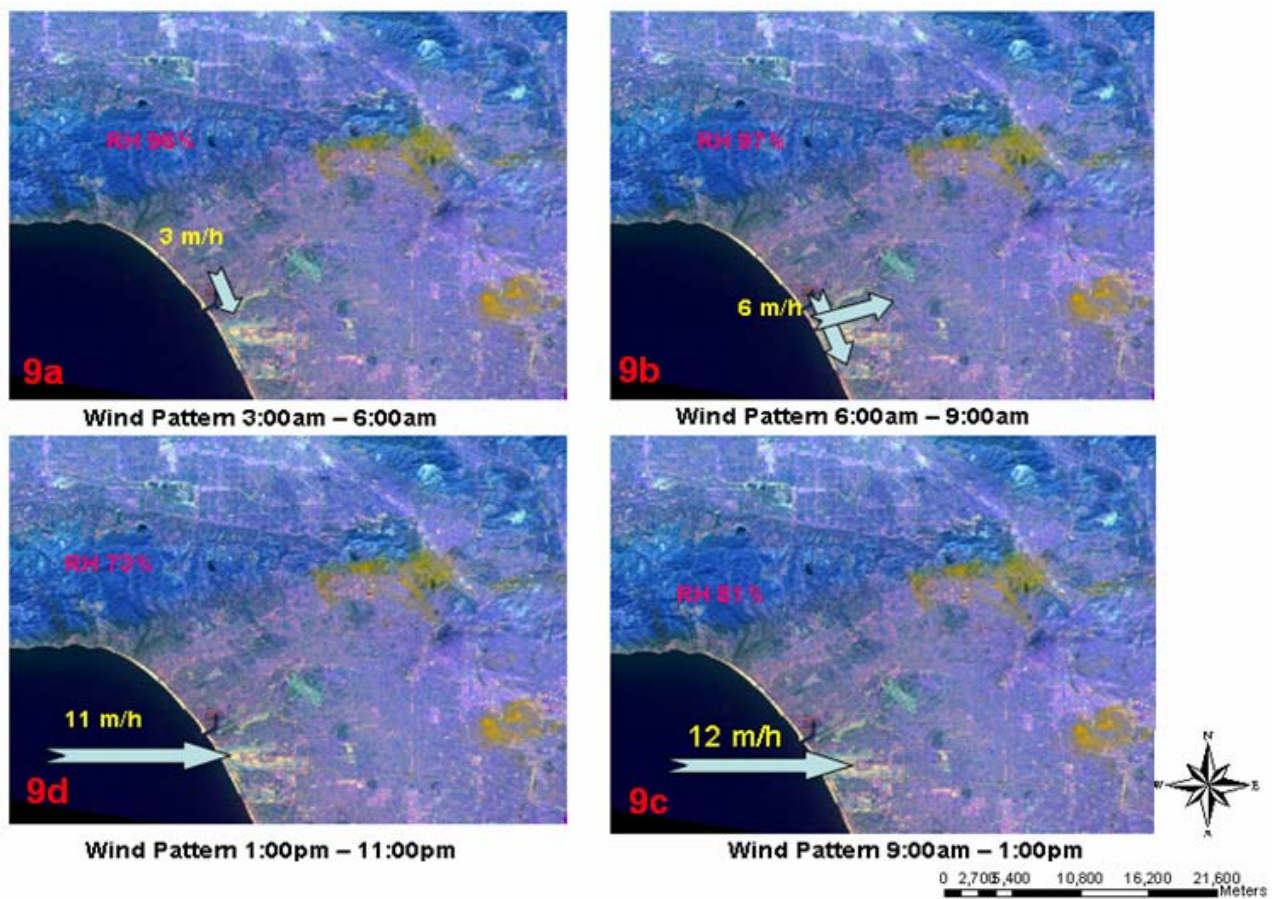 RH 96%
3 m/h
9a
Wind Pattern 3:00am – 6:00am
RH 97%
6 m/h
9b
Wind Pattern 6:00am – 9:00am
RH 73%
11 m/h
9d
Wind Pattern 1:00pm – 11:00pm
RH 81%
12 m/h
9c
Wind Pattern 9:00am – 1:00pm
N
W
E
0 2,700 5,400 10,800 16,200 21,600
Meters